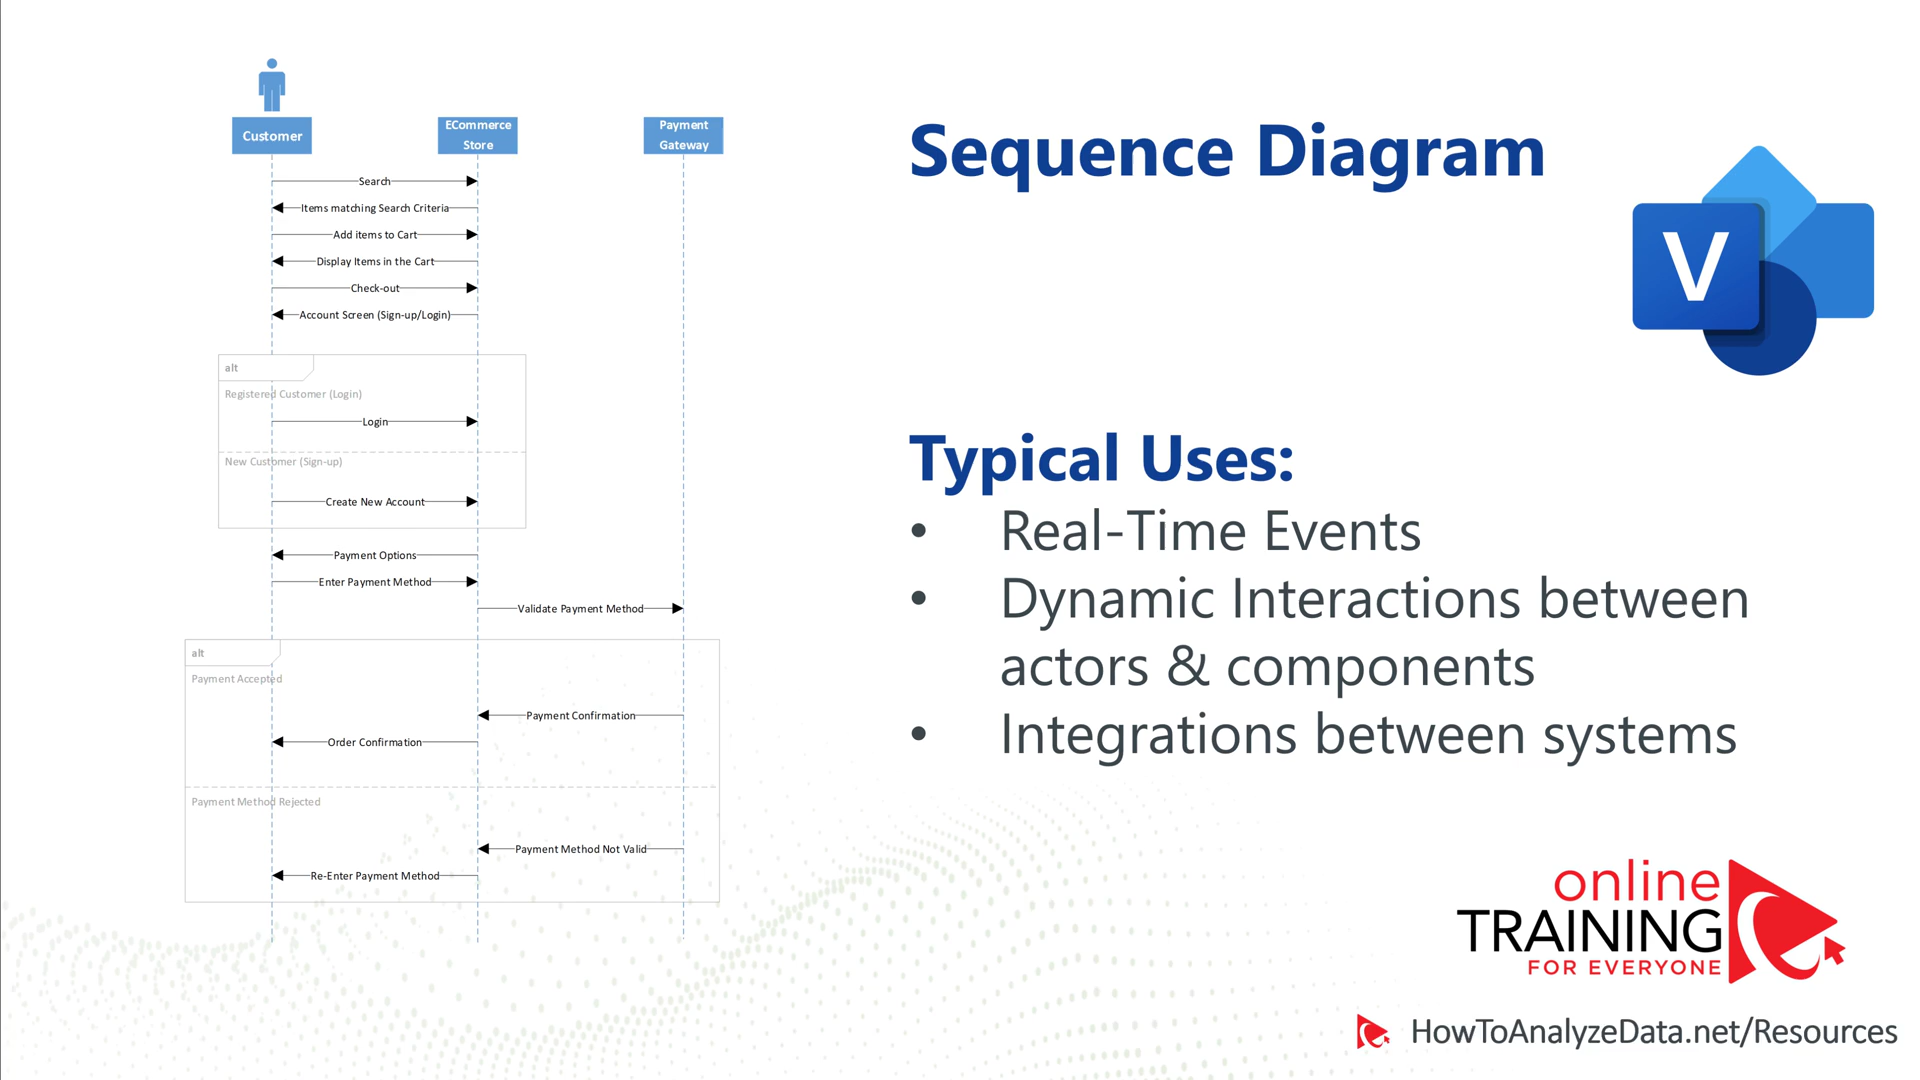 Customer
ECommerce
Store
Payment
Gateway
Search
Items matching Search Criteria
Add items to Cart
Display Items in the Cart
Check-out
Account Screen (Sign-up/Login)
alt
Registered Customer (Login)
Login
New Customer (Sign-up)
Create New Account
Payment Options
Enter Payment Method
Validate Payment Method
alt
Payment Accepted
Payment Confirmation
Order Confirmation
Payment Method Rejected
Payment Method Not Valid
Re-Enter Payment Method
Sequence Diagram
V
Typical Uses:
• Real-Time Events
• Dynamic Interactions between
actors & components
• Integrations between systems
online
TRAINING
FOR EVERYONE
HowToAnalyzeData.net/Resources